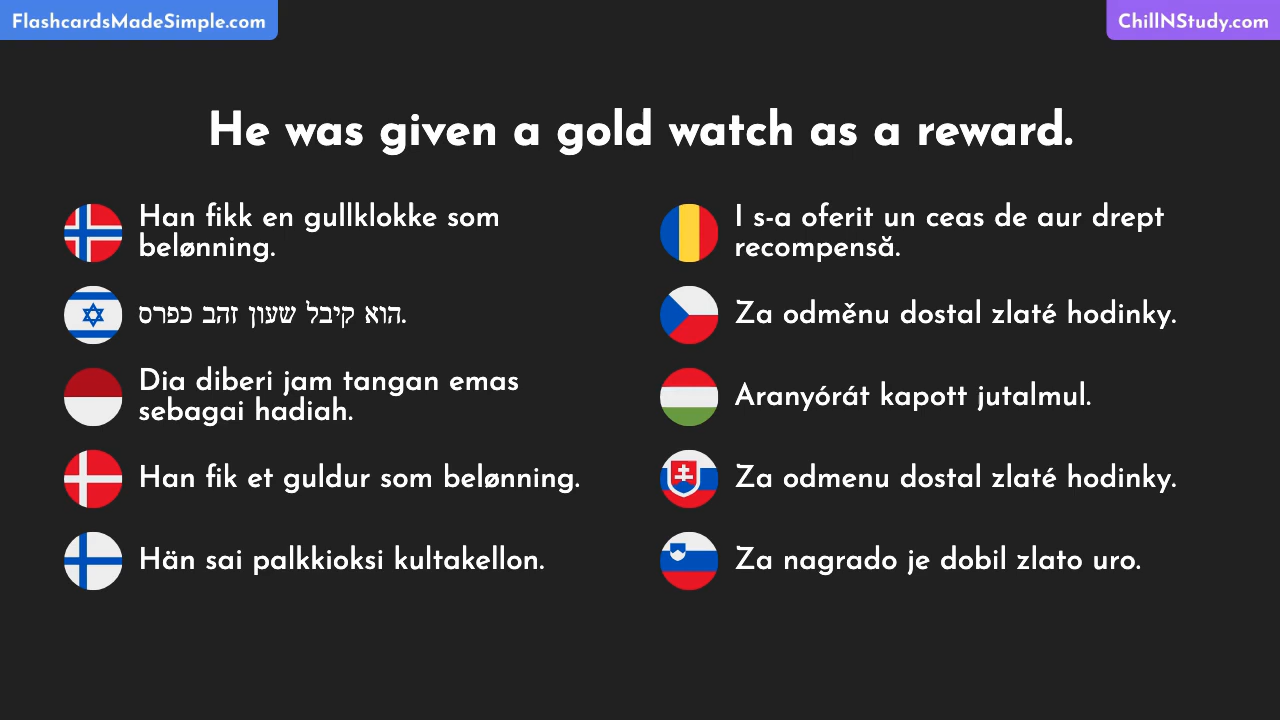 FlashcardsMadeSimple.com
ChillNStudy.com
He was given a gold watch as a reward.
Han fikk en gullklokke som
belønning.
הוא קיבל שעון זהב כפרס.
Dia diberi jam tangan emas
sebagai hadiah.
Han fik et guldur som belønning.
Hän sai palkkioksi kultakellon.
I s-a oferit un ceas de aur drept
recompensă.
Za odměnu dostal zlaté hodinky.
Aranyórát kapott jutalmul.
Za odmenu dostal zlaté hodinky.
Za nagrado je dobil zlato uro.